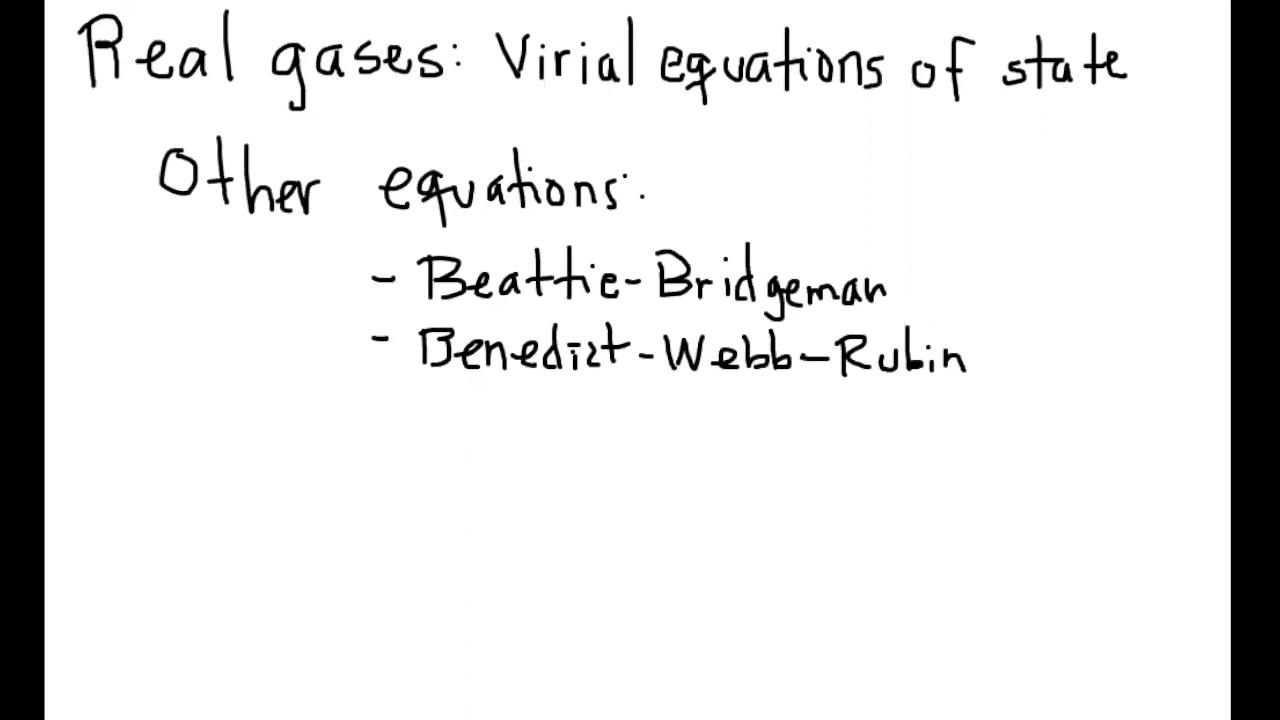 Real gases: Virial equations of state
Other equations:
- Beattie-Bridgeman
- Benedict-Webb-Rubin